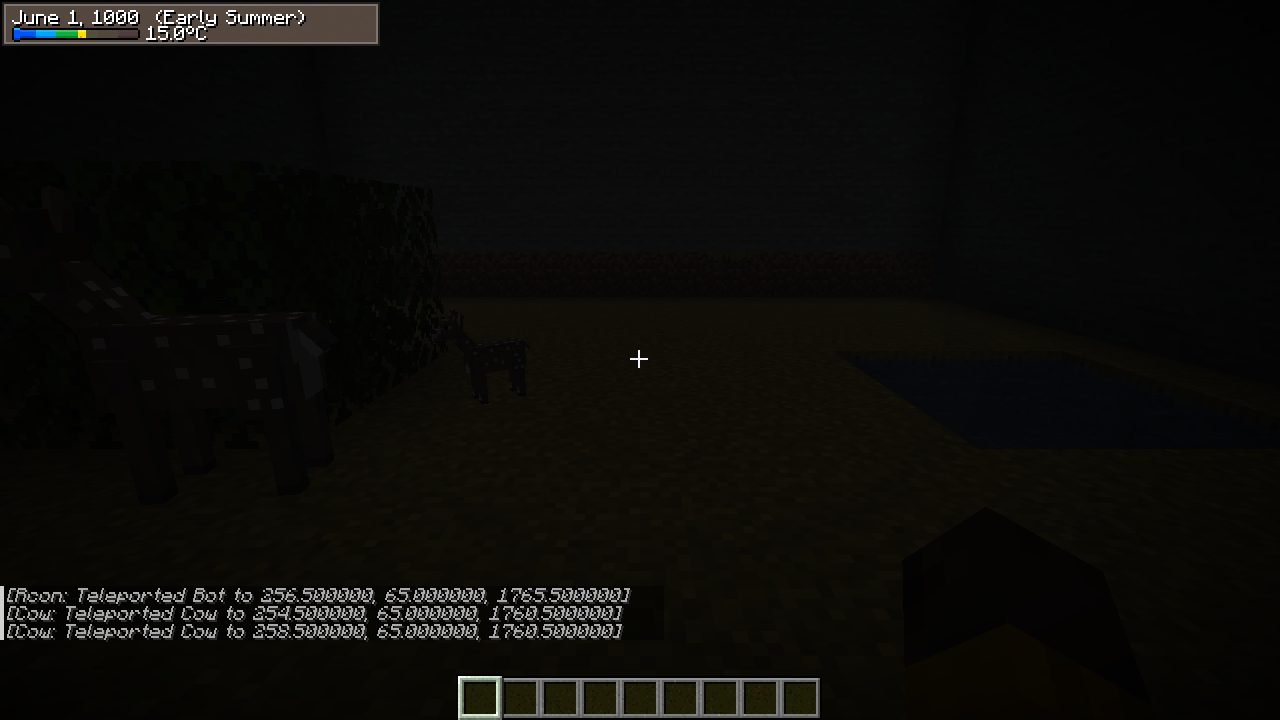 June 1, 1000 (Early Summer)
15.0°C
[Rcon: Teleported Bot to 256.500000, 65.000000, 1765.500000]
[Cow: Teleported Cow to 254.500000, 65.000000, 1760.500000]
[Cow: Teleported Cow to 258.500000, 65.000000, 1760.500000]